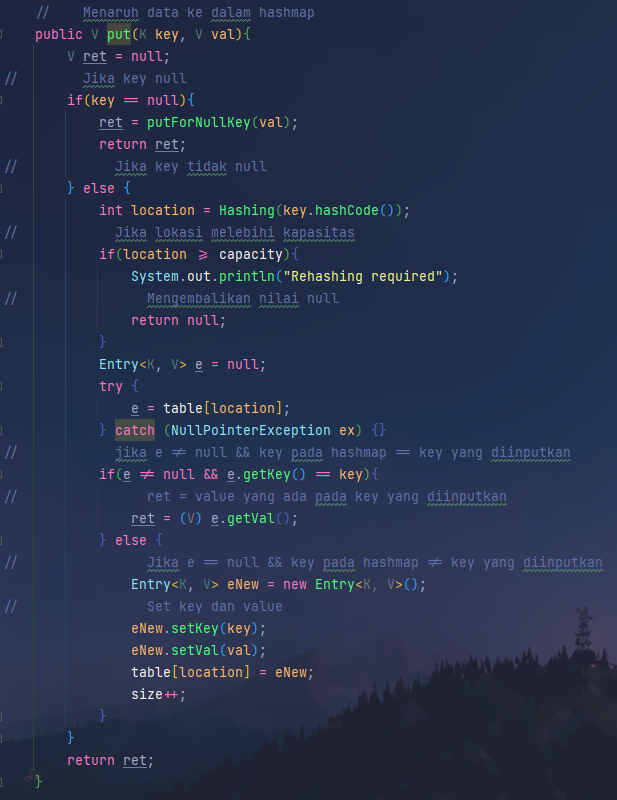 //    Menaruh data ke dalam hashmap
public V put(K key, V val){
V ret = null;
//        Jika key null
if(key == null){
ret = putForNullKey(val);
return ret;
//            Jika key tidak null
} else {
int location = Hashing(key.hashCode());
//            Jika lokasi melebihi kapasitas
if(location >= capacity){
System.out.println("Rehashing required");
//                Mengembalikan nilai null
return null;
}
Entry<K, V> e = null;
try {
e = table[location];
} catch (NullPointerException ex) {}
//            jika e != null && key pada hashmap == key yang diinputkan
if(e != null && e.getKey() == key){
//                ret = value yang ada pada key yang diinputkan
ret = (V) e.getVal();
} else {
//                Jika e == null && key pada hashmap != key yang diinputkan
Entry<K, V> eNew = new Entry<K, V>();
//                Set key dan value
eNew.setKey(key);
eNew.setVal(val);
table[location] = eNew;
size++;
}
}
return ret;
}